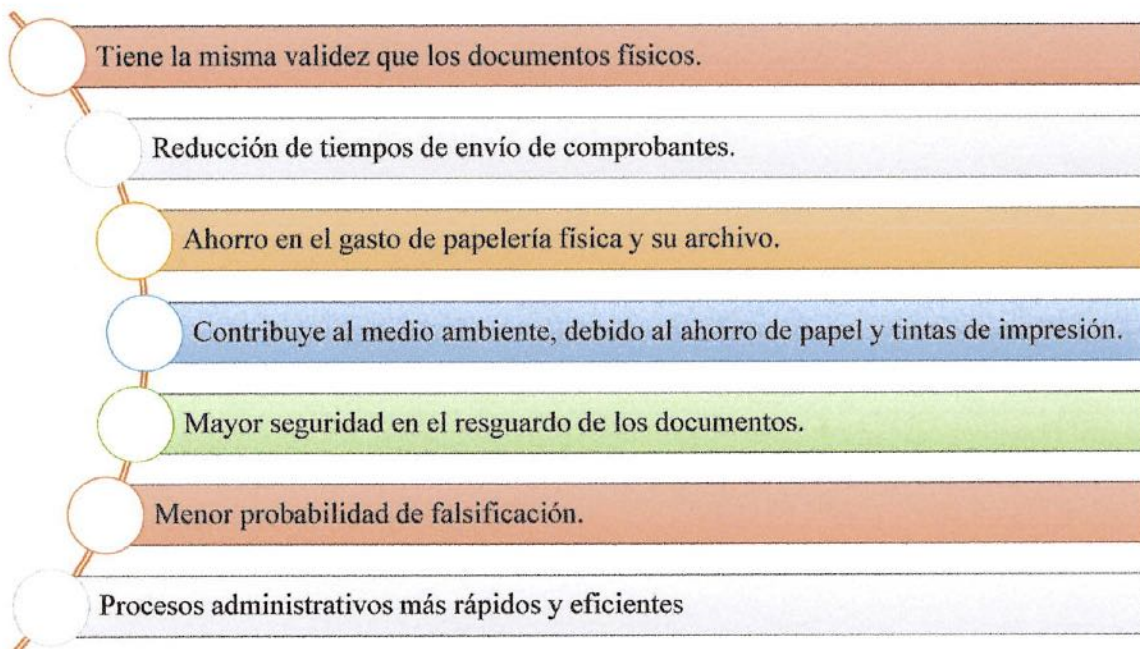 Tiene la misma validez que los documentos físicos.
Reducción de tiempos de envío de comprobantes.
Ahorro en el gasto de papelería física y su archivo.
Contribuye al medio ambiente, debido al ahorro de papel y tintas de impresión.
Mayor seguridad en el resguardo de los documentos.
Menor probabilidad de falsificación.
Procesos administrativos más rápidos y eficientes